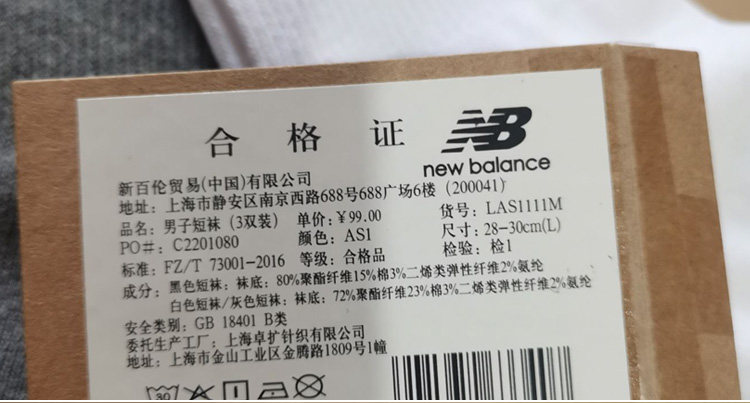 合格证
NB
new balance
新百伦贸易(中国)有限公司
地址：上海市静安区南京西路688号688广场6楼（200041）
品名：男子短袜（3双装） 单价：￥99.00 货号：LAS1111M
PO#：C2201080 颜色：AS1 尺寸：28-30cm(L)
标准：FZ/T 73001-2016 等级：合格品 检验：检1
成分：黑色短袜：袜底：80%聚酯纤维15%棉3%二烯类弹性纤维2%氨纶
白色短袜/灰色短袜：袜底：72%聚酯纤维23%棉3%二烯类弹性纤维2%氨纶
安全类别：GB 18401 B类
委托生产工厂：上海卓扩针织有限公司
地址：上海市金山工业区金腾路1809号1幢
30